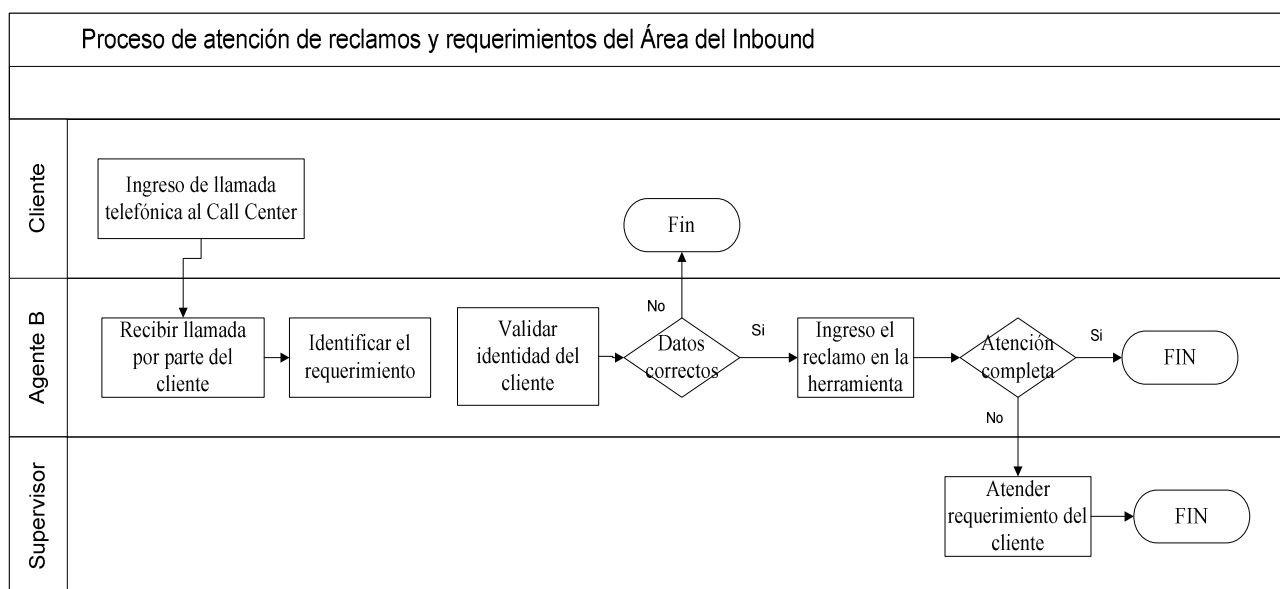 Proceso de atención de reclamos y requerimientos del Área del Inbound
Cliente
Ingreso de llamada
telefónica al Call Center
Fin
Agente B
Recibir llamada
por parte del
cliente
Identificar el
requerimiento
Validar
identidad del
cliente
No
Datos
correctos
Si
Ingreso el
reclamo en la
herramienta
Atención
completa
Si
FIN
No
Supervisor
Atender
requerimiento del
cliente
FIN